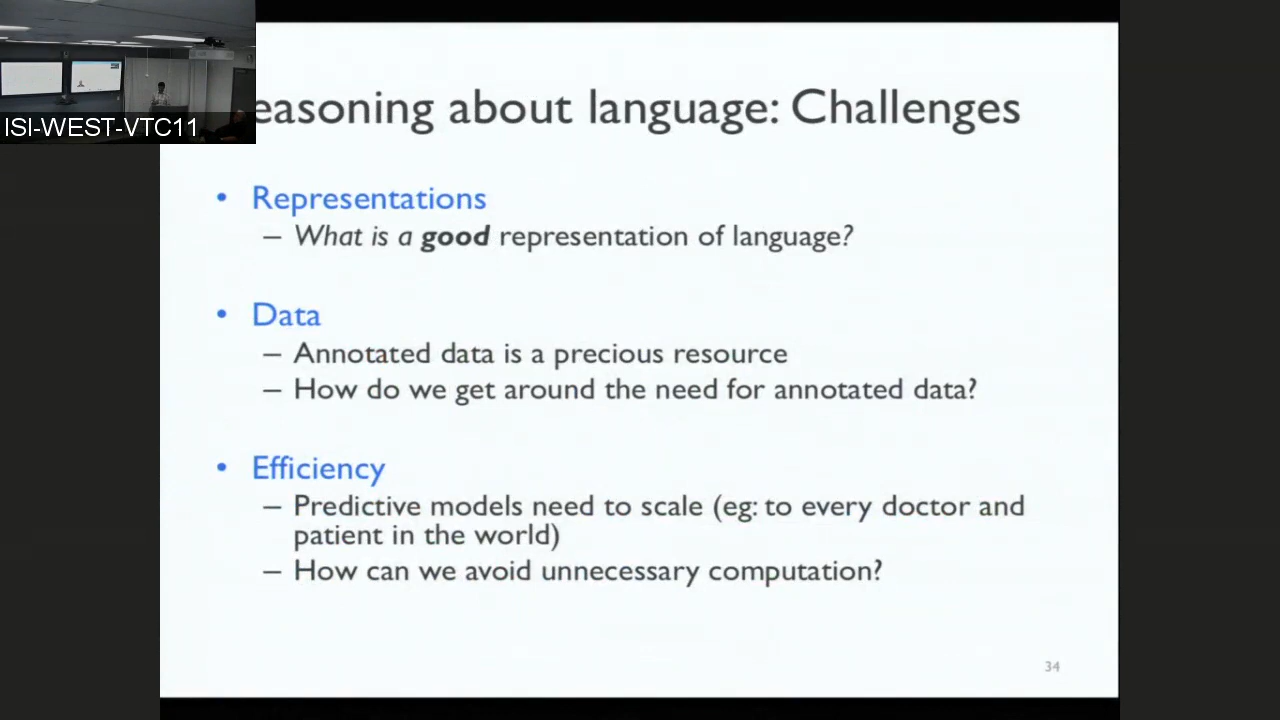 ISI-WEST-VTC11
easoning about language: Challenges
• Representations
– What is a good representation of language?
• Data
– Annotated data is a precious resource
– How do we get around the need for annotated data?
• Efficiency
– Predictive models need to scale (eg: to every doctor and
patient in the world)
– How can we avoid unnecessary computation?
34